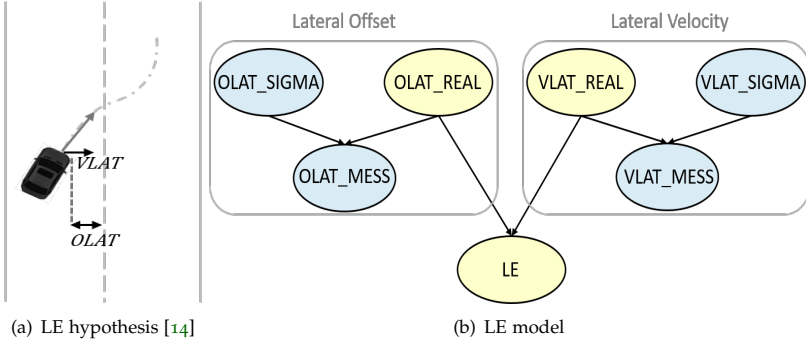 Lateral Offset
Lateral Velocity
OLAT_SIGMA
OLAT_REAL
VLAT_REAL
VLAT_SIGMA
VLAT
OLAT_MESS
VLAT_MESS
OLAT
LE
(a) LE hypothesis [14]
(b) LE model